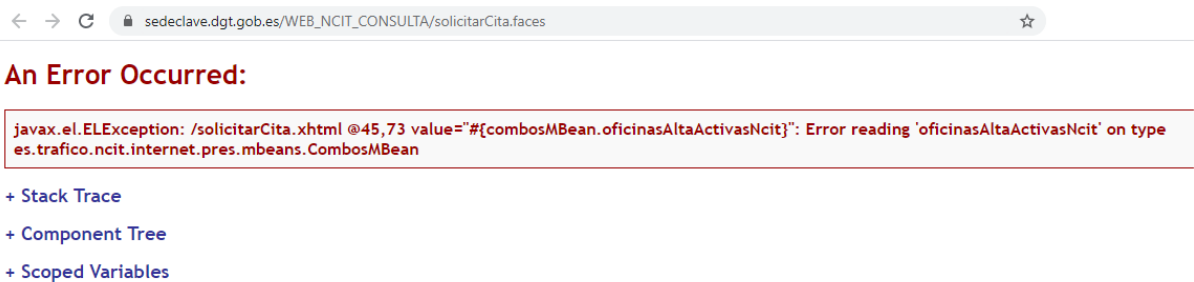 sedeclave.dgt.gob.es/WEB_NCIT_CONSULTA/solicitarCita.faces
An Error Occurred:
javax.el.ELException: /solicitarCita.xhtml @45,73 value="#{combosMBean.oficinasAltaActivasNcit}": Error reading 'oficinasAltaActivasNcit' on type
es.trafico.ncit.internet.pres.mbeans.CombosMBean
+ Stack Trace
+ Component Tree
+ Scoped Variables